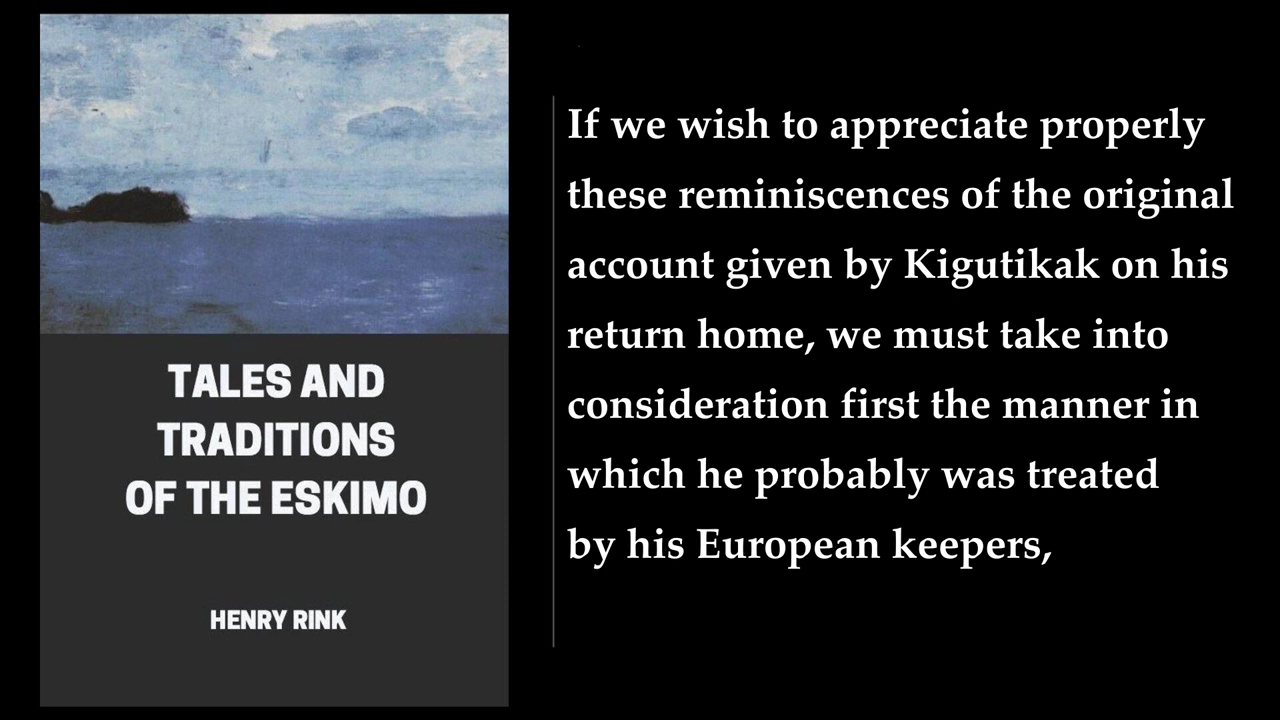 TALES AND
TRADITIONS
OF THE ESKIMO
HENRY RINK
If we wish to appreciate properly
these reminiscences of the original
account given by Kigutikak on his
return home, we must take into
consideration first the manner in
which he probably was treated
by his European keepers,